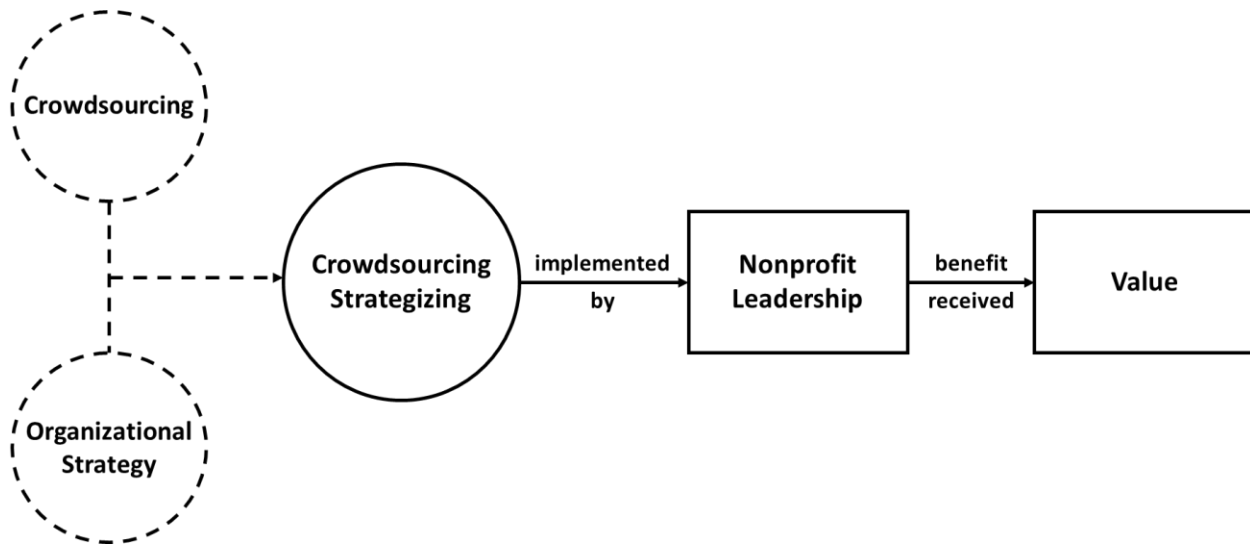 Crowdsourcing
Organizational
Strategy
Crowdsourcing
Strategizing
implemented
by
Nonprofit
Leadership
benefit
received
Value